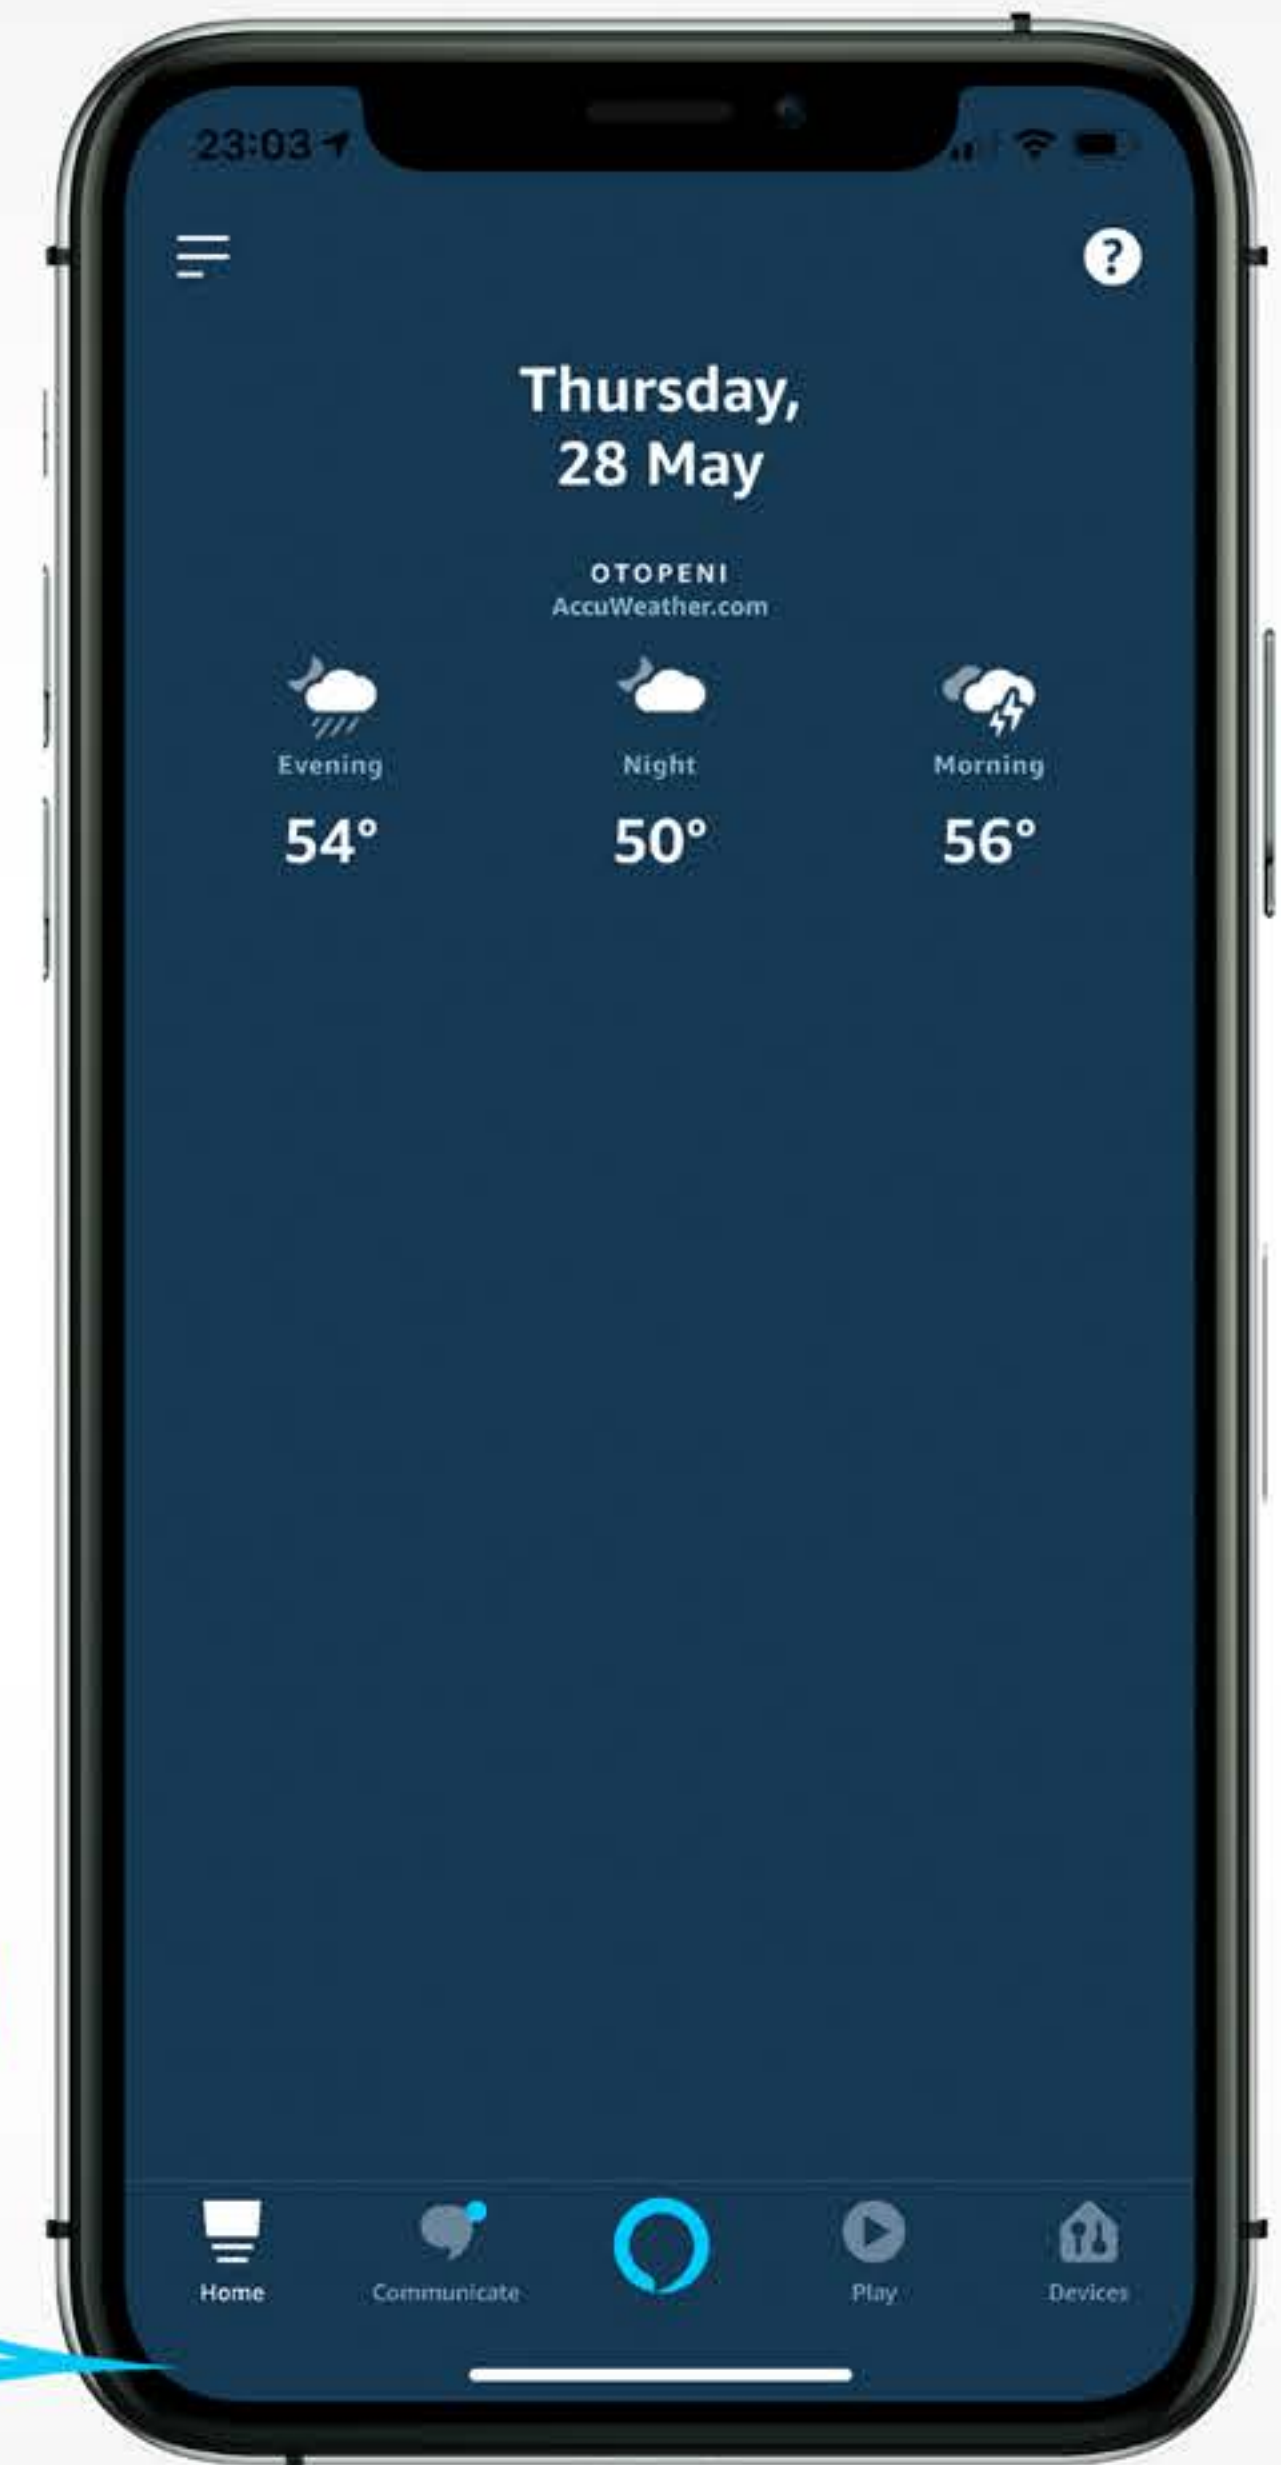 23:03
?
Thursday,
28 May
OTOPENI
AccuWeather.com
Evening Night Morning
54° 50° 56°
Home Communicate Play Devices